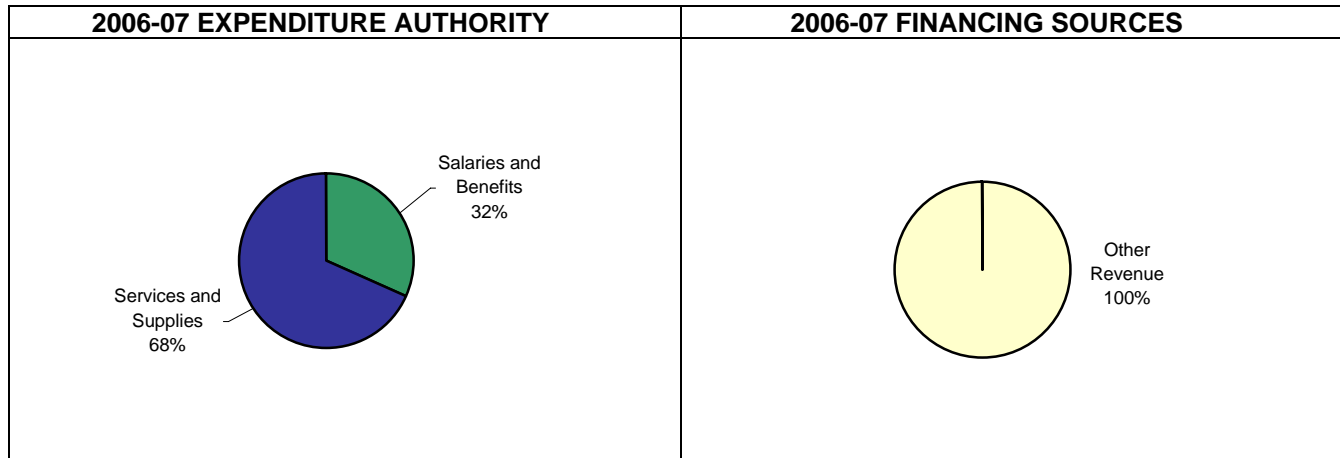 2006-07 EXPENDITURE AUTHORITY
2006-07 FINANCING SOURCES
Salaries and
Benefits
32%
Services and
Supplies
68%
Other
Revenue
100%